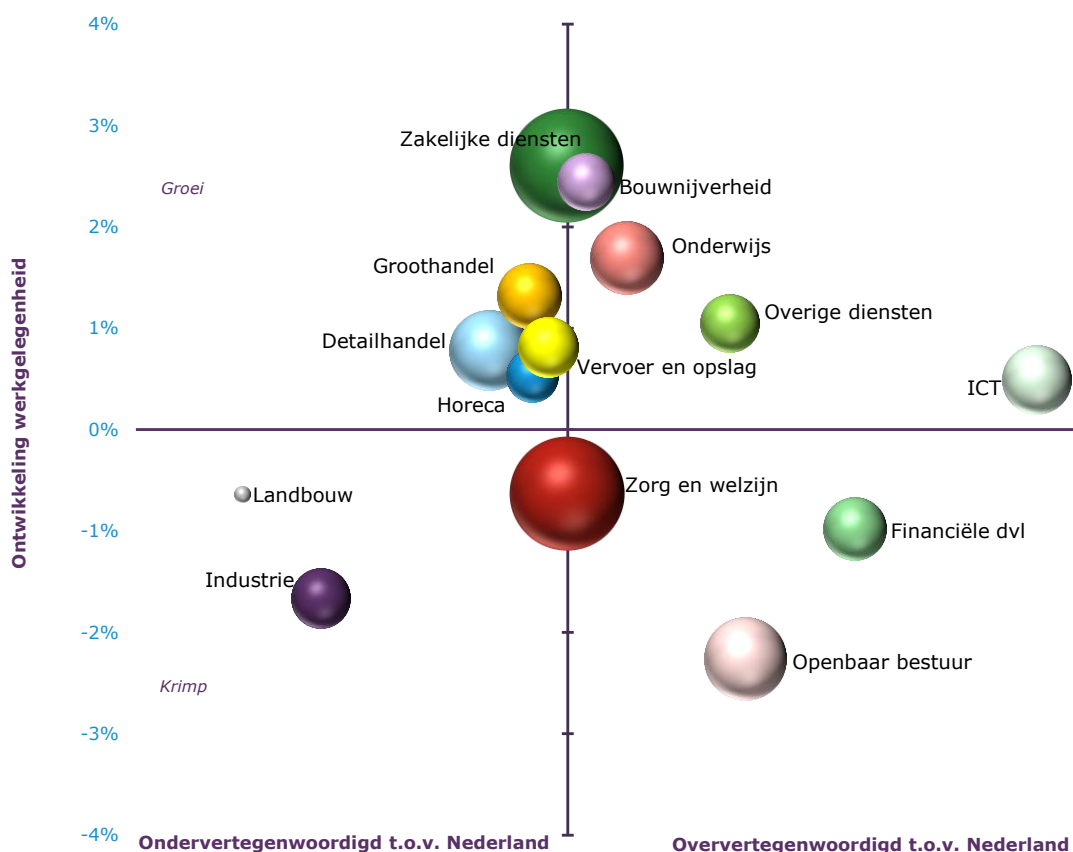 4%
3%
Zakelijke diensten
Groei
Bouwnijverheid
2%
Onderwijs
Groothandel
Overige diensten
1%
Detailhandel
Vervoer en opslag
ICT
Horeca
0%
Ontwikkeling werkgelegenheid
Zorg en welzijn
Landbouw
-1%
Financiële dvl
Industrie
-2%
Openbaar bestuur
Krimp
-3%
-4%
Ondervertegenwoordigd t.o.v. Nederland
Oververtegenwoordigd t.o.v. Nederland